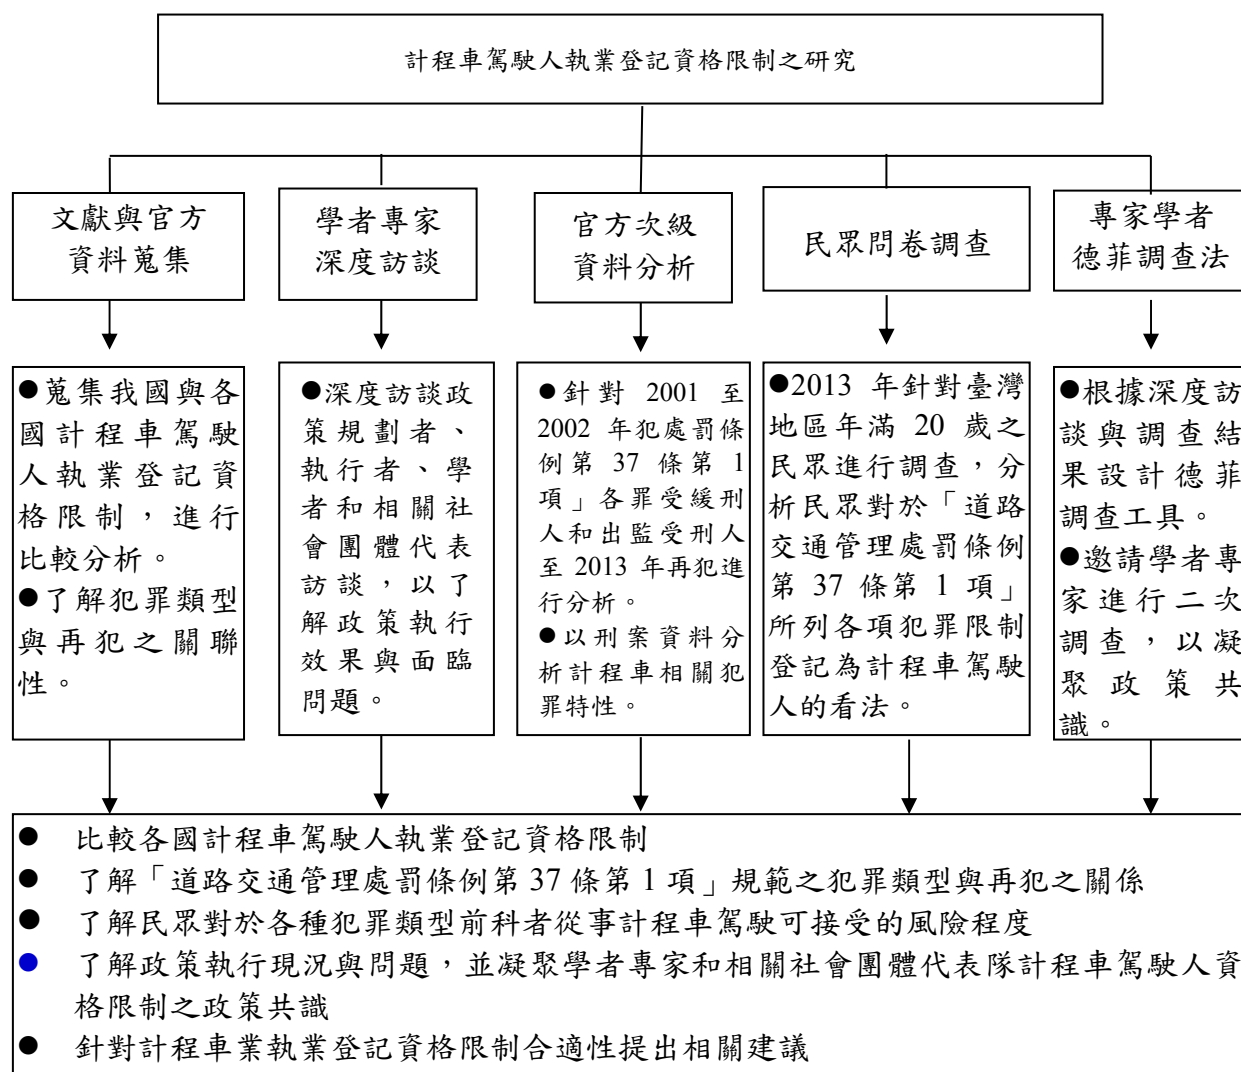 計程車駕駛人執業登記資格限制之研究
文獻與官方
資料蒐集
學者專家
深度訪談
官方次級
資料分析
民眾問卷調查
專家學者
德菲調查法
●蒐集我國與各
國計程車駕駛
人執業登記資
格限制,進行
比較分析。
●了解犯罪類型
與再犯之關聯
性。
●深度訪談政
策規劃者、
執行者、學
者和相關社
會團體代表
訪談,以了
解政策執行
效果與面臨
問題。
●針對 2001 至
2002 年犯處罰條
例第 37 條第 1
項」各罪受緩刑
人和出監受刑人
至 2013 年再犯進
行分析。
●以刑案資料分
析計程車相關犯
罪特性。
●2013 年針對臺灣
地區年滿 20 歲之
民眾進行調查,分
析民眾對於「道路
交通管理處罰條例
第 37 條第 1 項」
所列各項犯罪限制
登記為計程車駕駛
人的看法。
●根據深度訪
談與調查結
果設計德菲
調查工具。
●邀請學者專
家進行二次
調查,以凝
聚政策共
識。
● 比較各國計程車駕駛人執業登記資格限制
● 了解「道路交通管理處罰條例第 37 條第 1 項」規範之犯罪類型與再犯之關係
● 了解民眾對於各種犯罪類型前科者從事計程車駕駛可接受的風險程度
● 了解政策執行現況與問題,並凝聚學者專家和相關社會團體代表隊計程車駕駛人資
格限制之政策共識
● 針對計程車業執業登記資格限制合適性提出相關建議